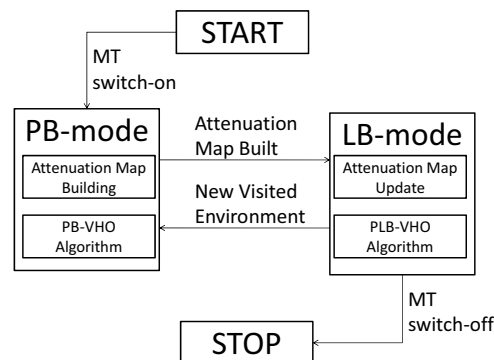 START
MT
switch-on
PB-mode
Attenuation Map
Building
PB-VHO
Algorithm
Attenuation
Map Built
New Visited
Environment
LB-mode
Attenuation Map
Update
PLB-VHO
Algorithm
MT
switch-off
STOP